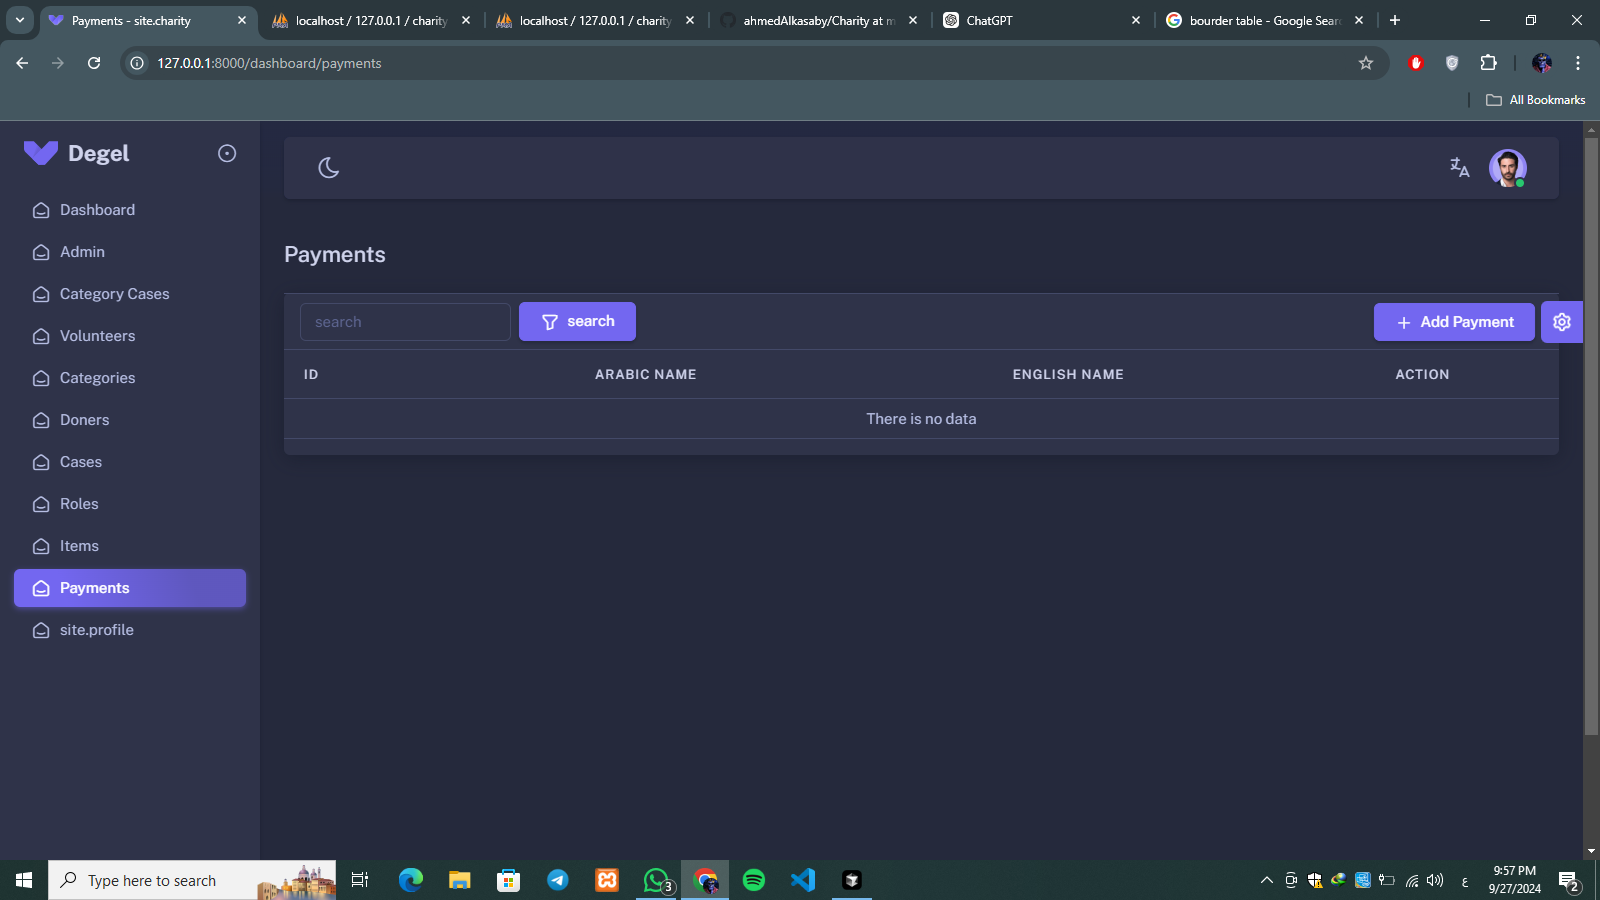 Payments - site.charity
localhost / 127.0.0.1 / charity
localhost / 127.0.0.1 / charity
ahmedAlkasaby/Charity at m
ChatGPT
bourder table - Google Sear
127.0.0.1:8000/dashboard/payments
All Bookmarks
Degel
Dashboard
Admin
Category Cases
Volunteers
Categories
Doners
Cases
Roles
Items
Payments
site.profile
Payments
search
search
Add Payment
ID
ARABIC NAME
ENGLISH NAME
ACTION
There is no data
Type here to search
3
ع
9:57 PM
9/27/2024
2